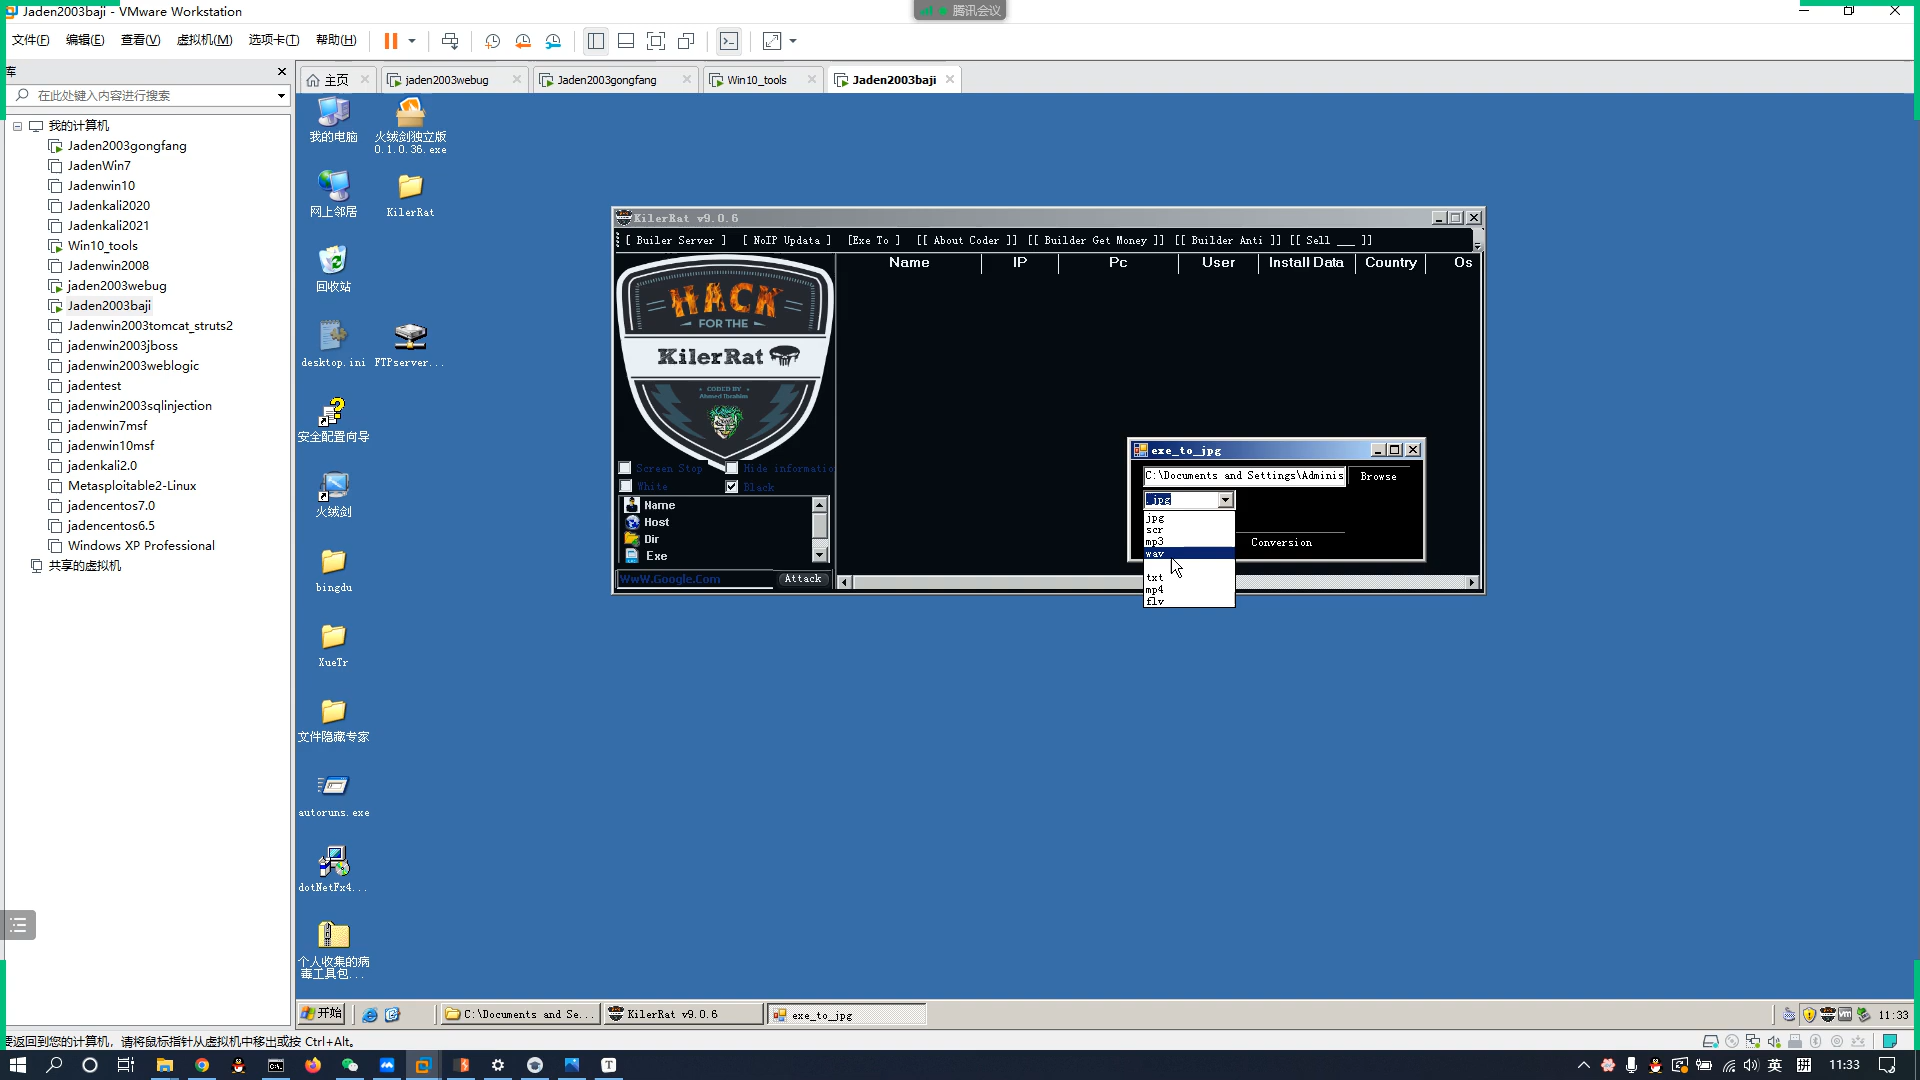 Jaden2003baji - VMware Workstation
腾讯会议
文件(F) 编辑(E) 查看(V) 虚拟机(M) 选项卡(T) 帮助(H)
库
在此处键入内容进行搜索
我的计算机
Jaden2003gongfang
JadenWin7
Jadenwin10
Jadenkali2020
Jadenkali2021
Win10_tools
Jadenwin2008
jaden2003webug
Jaden2003baji
Jadenwin2003tomcat_struts2
jadenwin2003jboss
jadenwin2003weblogic
jadentest
jadenwin2003sqlinjection
jadenwin7msf
jadenwin10msf
jadenkali2.0
Metasploitable2-Linux
jadencentos7.0
jadencentos6.5
Windows XP Professional
共享的虚拟机
主页 jaden2003webug Jaden2003gongfang Win10_tools Jaden2003baji
我的电脑
火绒剑独立版
0.1.0.36.exe
网上邻居
KilerRat
回收站
desktop.ini
FTPserver...
安全配置向导
火绒剑
bingdu
XueTr
文件隐藏专家
autoruns.exe
dotNetFx4...
个人收集的病
毒工具包...
KilerRat v9.0.6
[ Builer Server ] [ NoIP Updata ] [Exe To ] [[ About Coder ]] [[ Builder Get Money ]] [[ Builder Anti ]] [[ Sell ___ ]]
Name IP Pc User Install Data Country Os
HACK
FOR THE
KilerRat
CODED BY
Ahmed Ibrahim
Screen Stop Hide informatio
White Black
Name
Host
Dir
Exe
WwW.Google.Com Attack
exe_to_jpg
C:\Documents and Settings\Adminis Browse
.jpg
jpg
scr
mp3
wav
txt
mp4
flv
Conversion
开始 C:\Documents and Se... KilerRat v9.0.6 exe_to_jpg 11:33
要返回到您的计算机，请将鼠标指针从虚拟机中移出或按 Ctrl+Alt。
英 拼 11:33